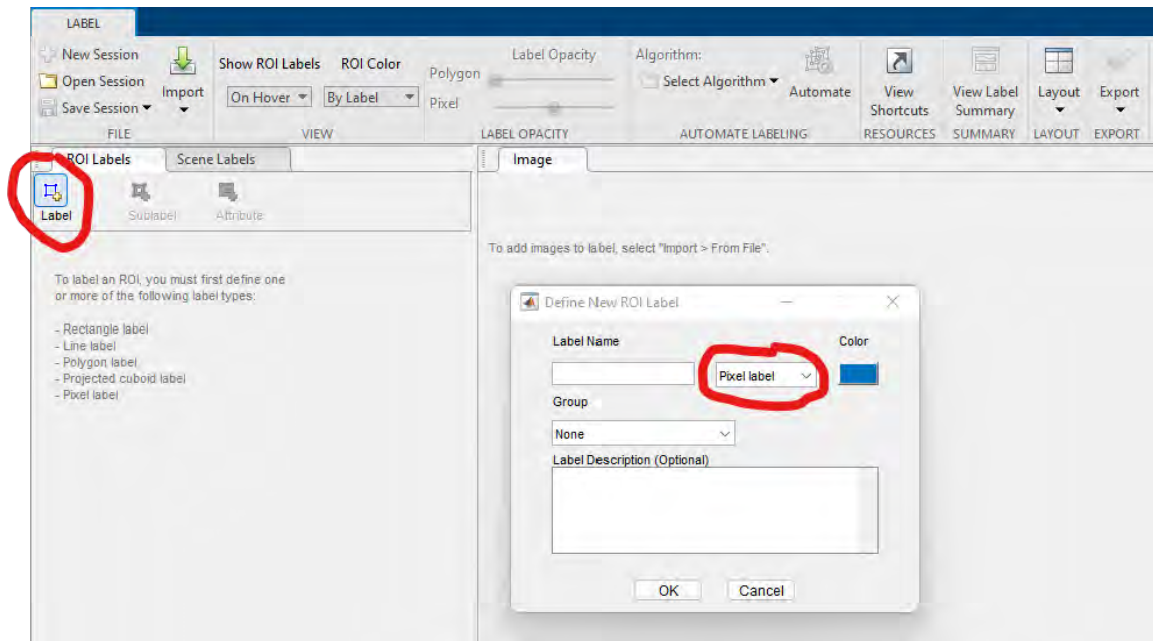 LABEL
New Session
Open Session
Save Session
Import
FILE
Show ROI Labels ROI Color
On Hover By Label
VIEW
Label Opacity
Polygon
Pixel
LABEL OPACITY
Algorithm:
Select Algorithm
Automate
AUTOMATE LABELING
View
Shortcuts
RESOURCES
View Label
Summary
SUMMARY
Layout
LAYOUT
Export
EXPORT
ROI Labels Scene Labels
Label Sublabel Attribute
To label an ROI, you must first define one
or more of the following label types:
- Rectangle label
- Line label
- Polygon label
- Projected cuboid label
- Pixel label
Image
To add images to label, select "Import > From File".
Define New ROI Label
Label Name Color
Pixel label
Group
None
Label Description (Optional)
OK Cancel